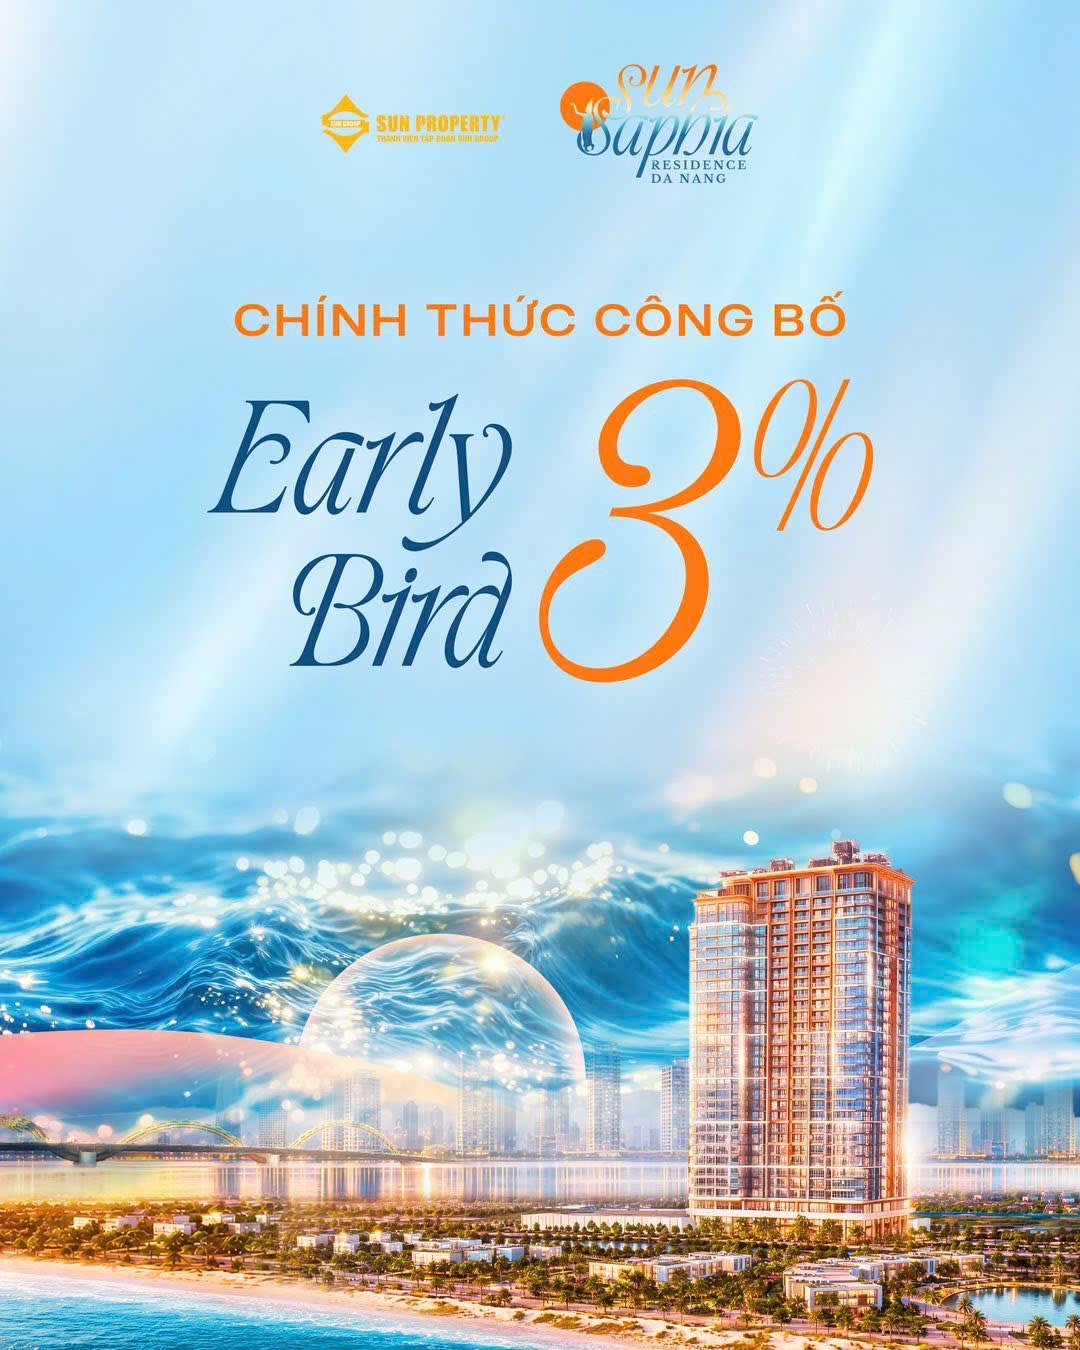 SUN GROUP
SUN PROPERTY
THÀNH VIÊN TẬP ĐOÀN SUN GROUP
Sun
Saphia
RESIDENCE
DA NANG
CHÍNH THỨC CÔNG BỐ
Early
Bird
3%